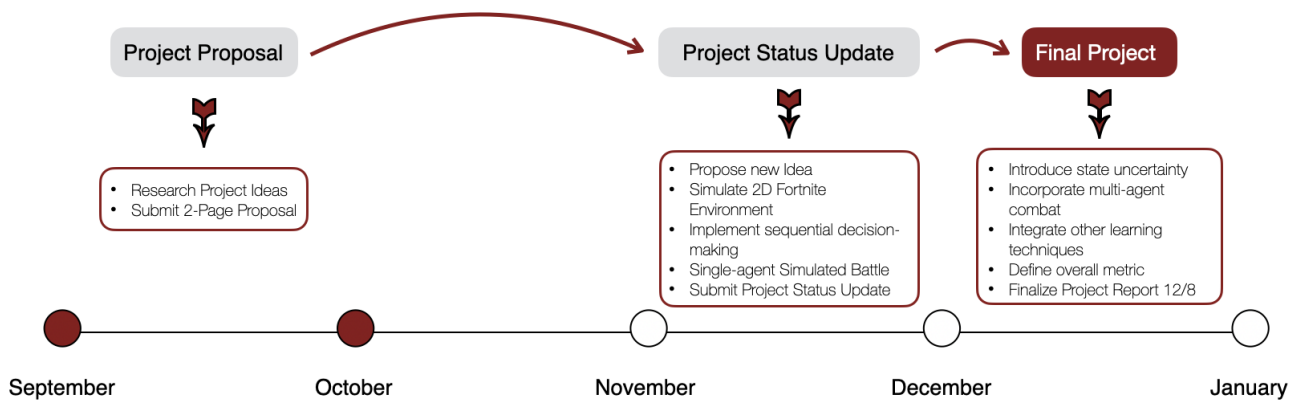 Project Proposal
Project Status Update
Final Project
• Research Project Ideas
• Submit 2-Page Proposal
• Propose new Idea
• Simulate 2D Fortnite
Environment
• Implement sequential decision-
making
• Single-agent Simulated Battle
• Submit Project Status Update
• Introduce state uncertainty
• Incorporate multi-agent
combat
• Integrate other learning
techniques
• Define overall metric
• Finalize Project Report 12/8
September
October
November
December
January